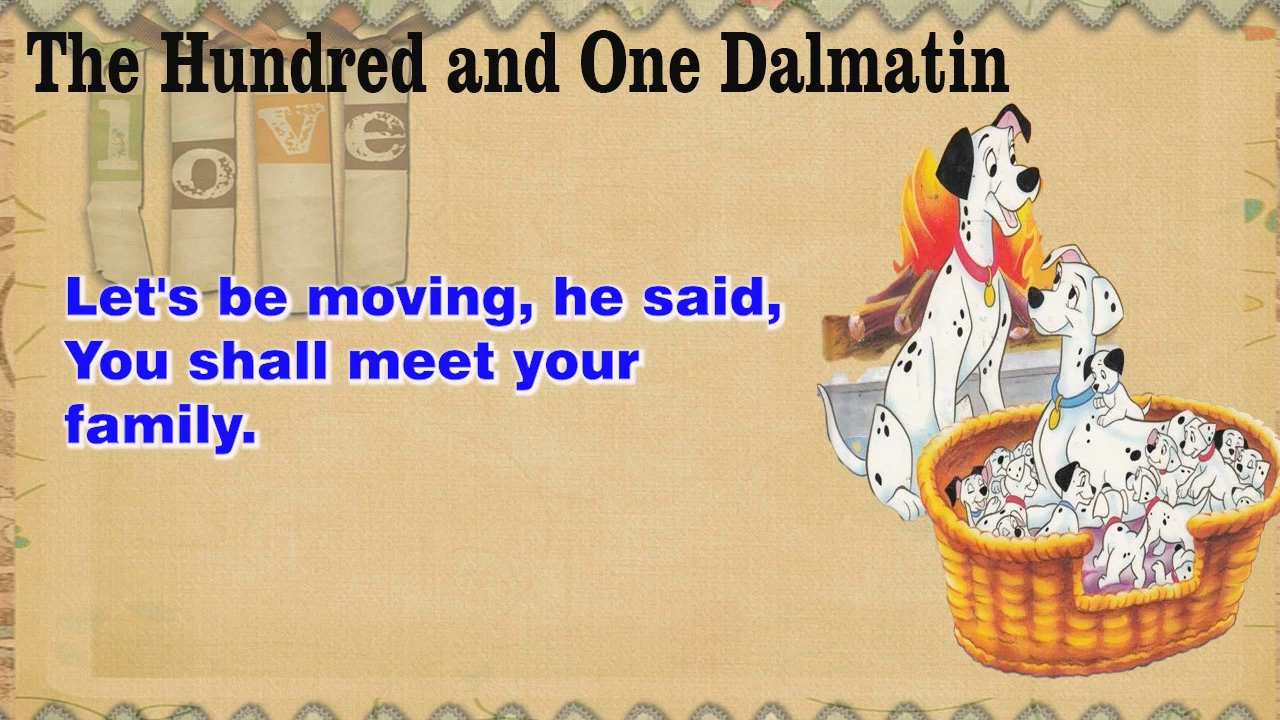 The Hundred and One Dalmatin
love
Let's be moving, he said,
You shall meet your
family.